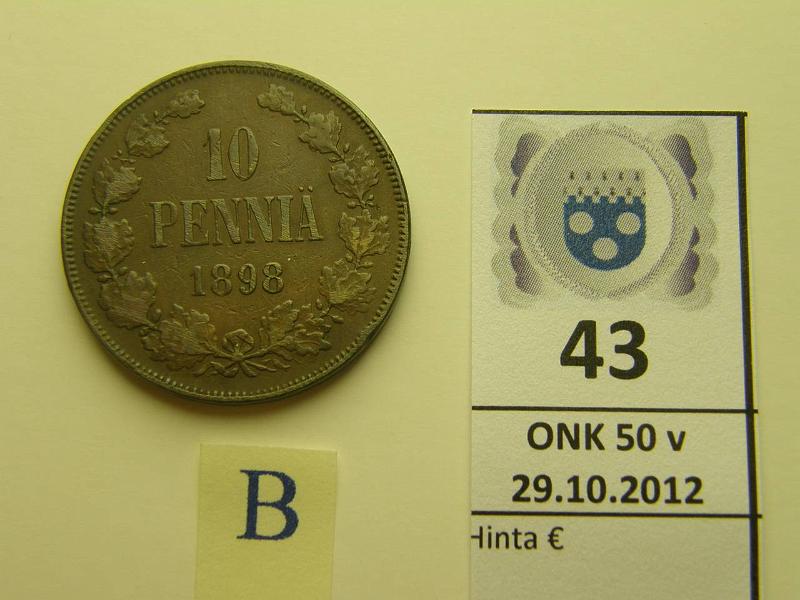 10
PENNIÄ
1898
B
43
ONK 50 v
29.10.2012
Hinta €